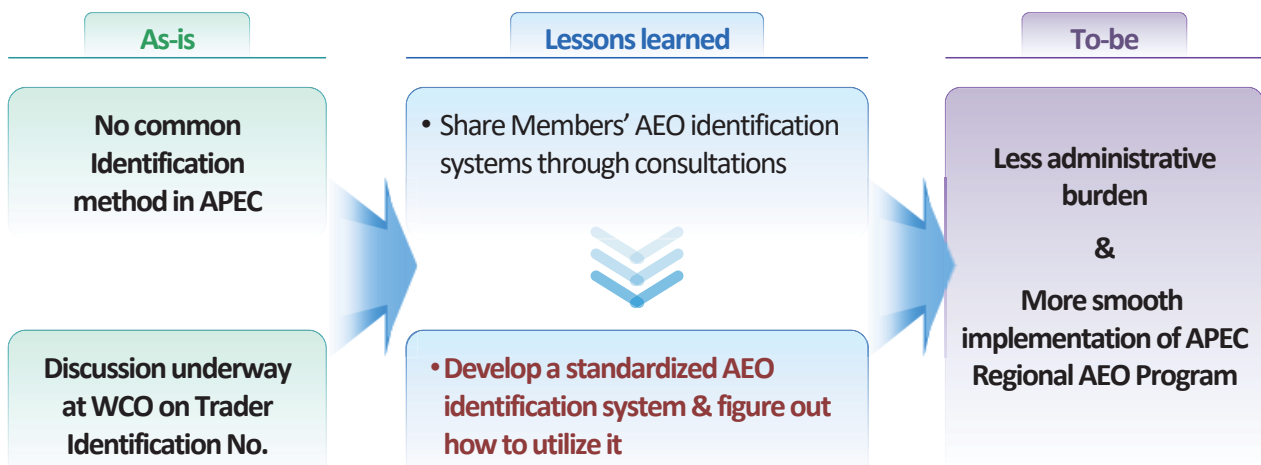 As-is
No common
Identification
method in APEC
Discussion underway
at WCO on Trader
Identification No.
Lessons learned
• Share Members' AEO identification
systems through consultations
• Develop a standardized AEO
identification system & figure out
how to utilize it
To-be
Less administrative
burden
&
More smooth
implementation of APEC
Regional AEO Program